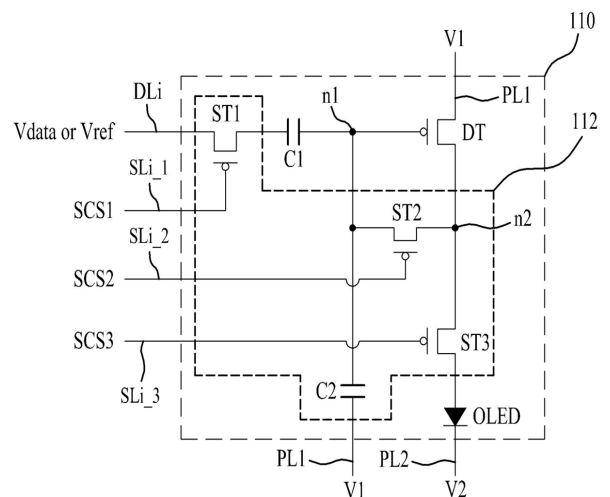 V1
110
DLi
n1
PL1
ST1
Vdata or Vref
DT
112
C1
SLi_1
SCS1
ST2
SLi_2
n2
SCS2
SCS3
ST3
SLi_3
C2
OLED
PL1
PL2
V1
V2